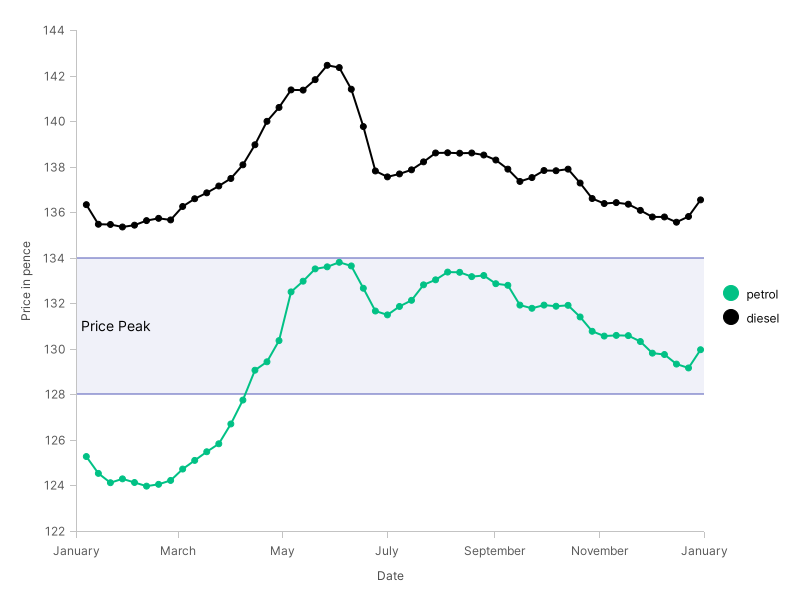 144
142
140
138
136
134
132
130
128
126
124
122
Price in pence
Price Peak
January
March
May
July
September
November
January
Date
petrol
diesel